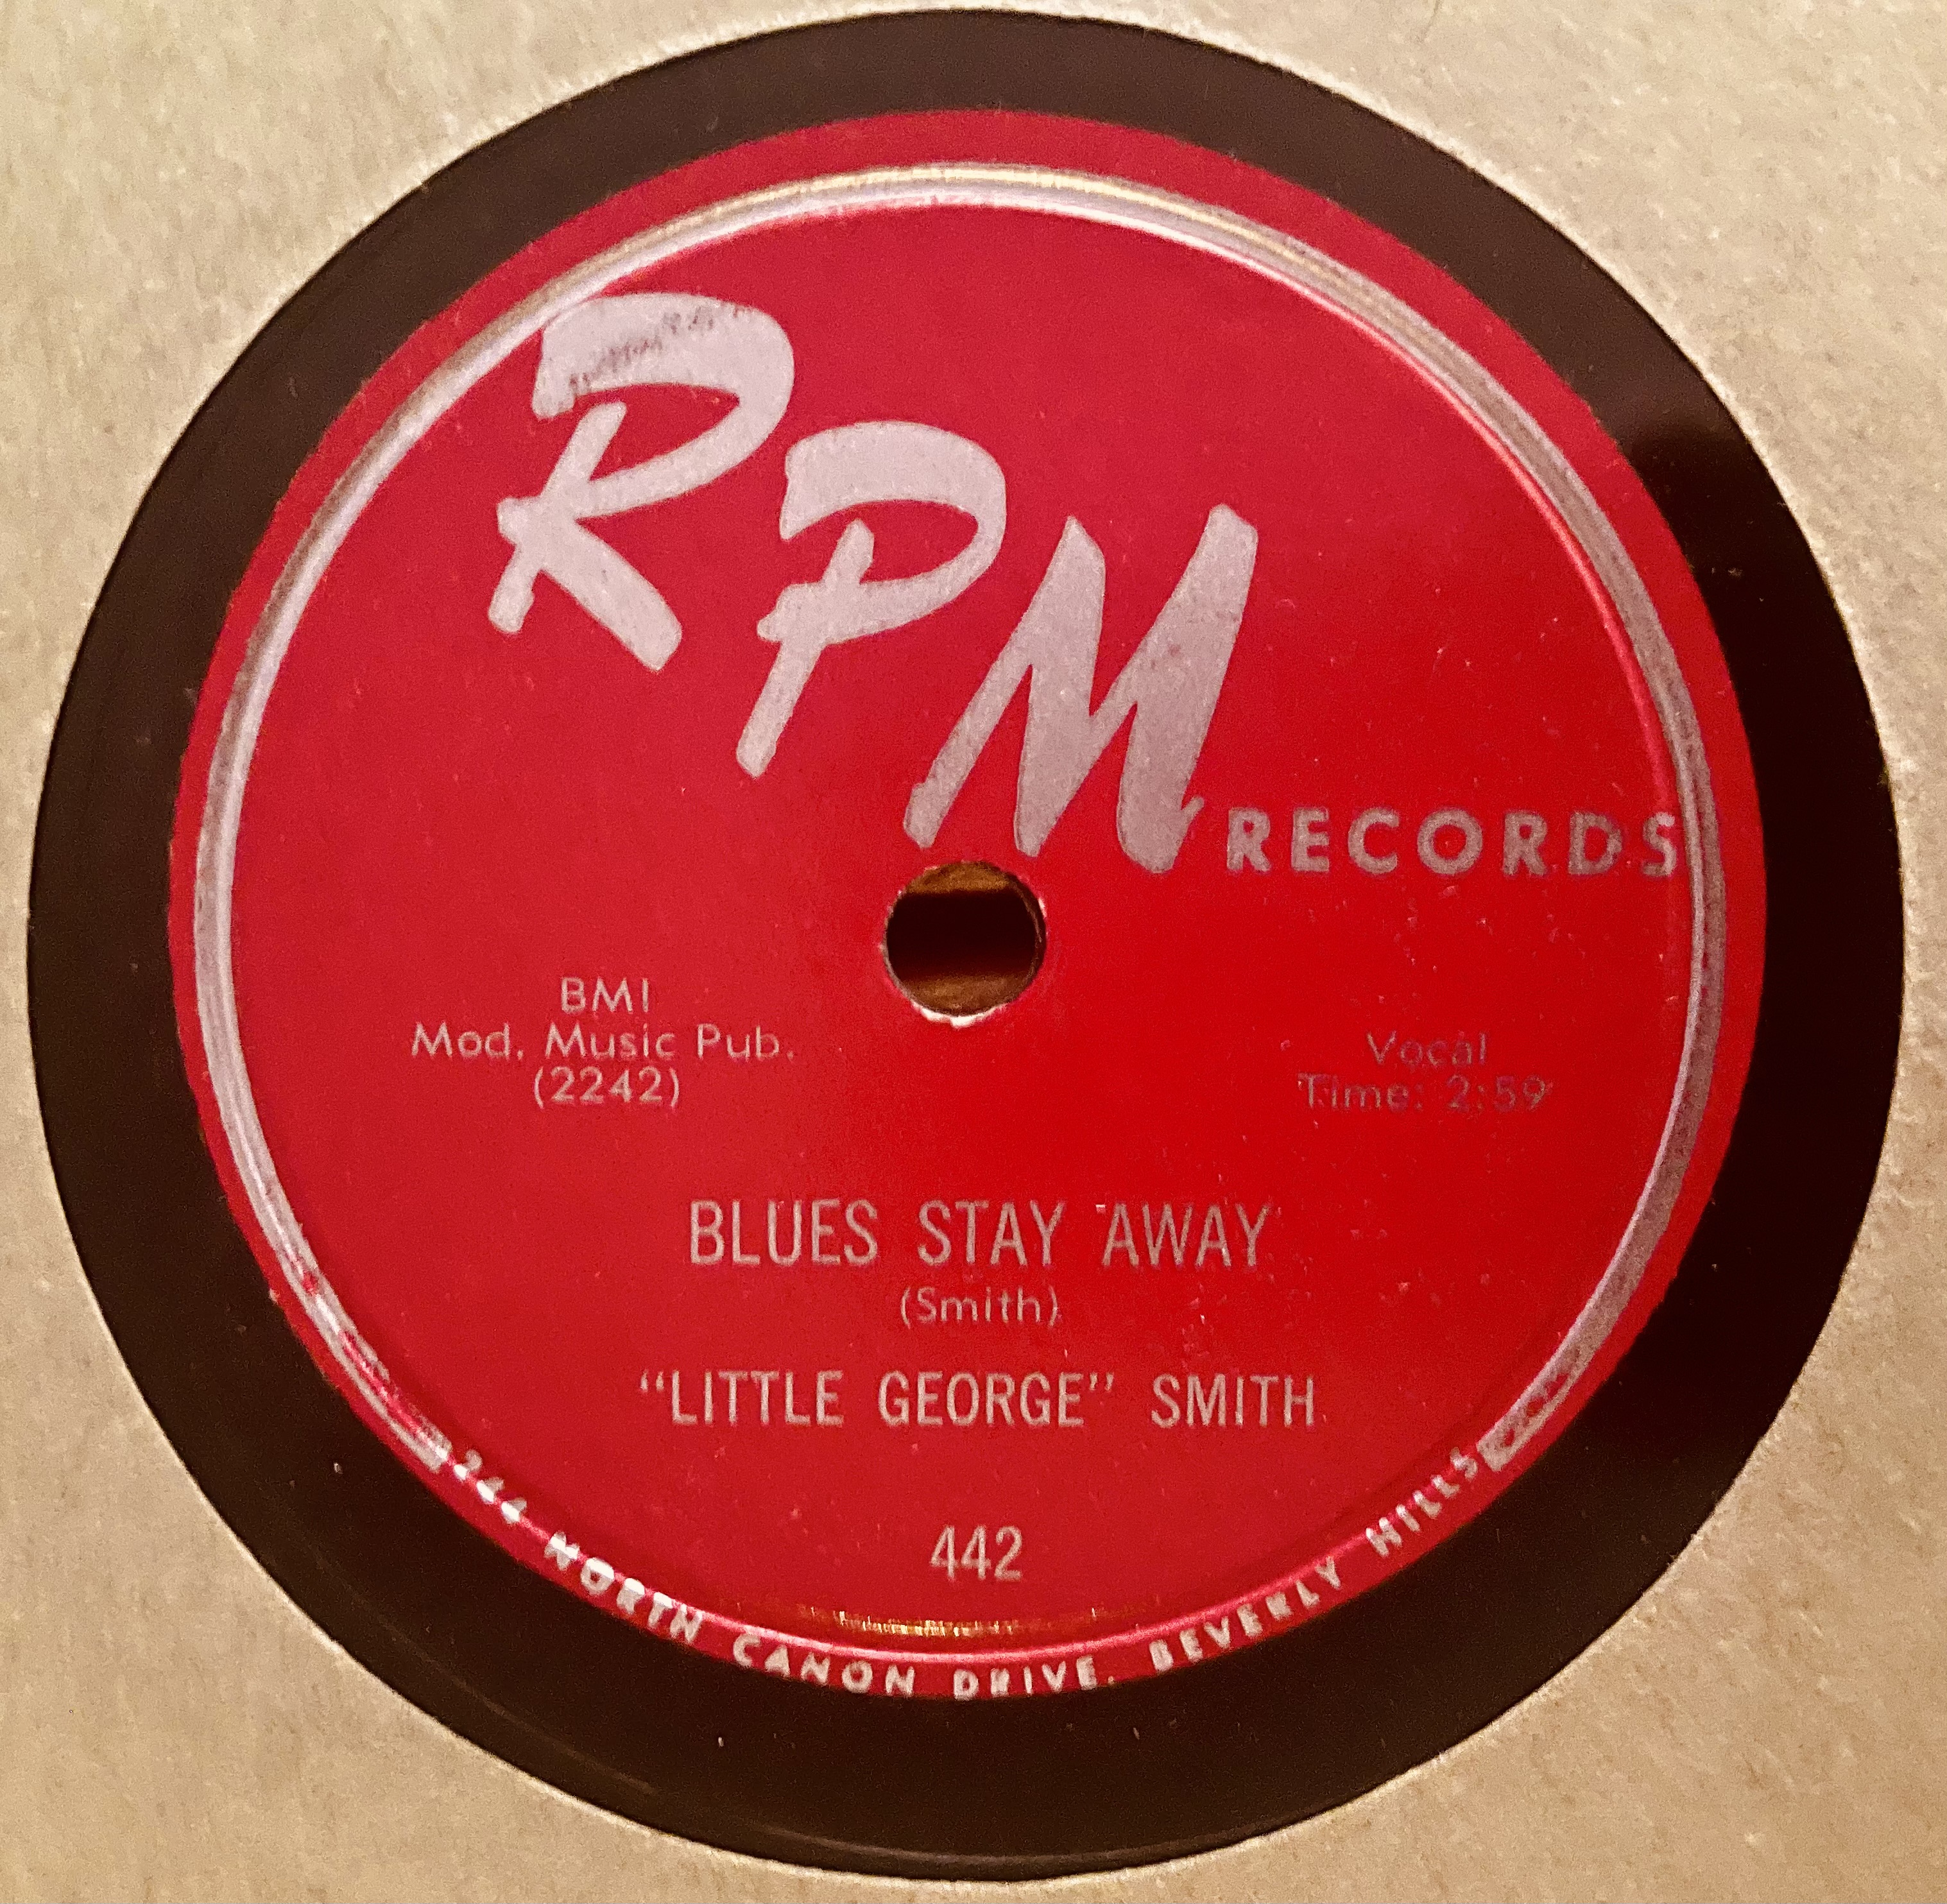 RPM RECORDS
BMI
Mod. Music Pub.
(2242)
Vocal
Time: 2:59
BLUES STAY AWAY
(Smith)
"LITTLE GEORGE" SMITH
442
NORTH CANON DRIVE, BEVERLY HILLS